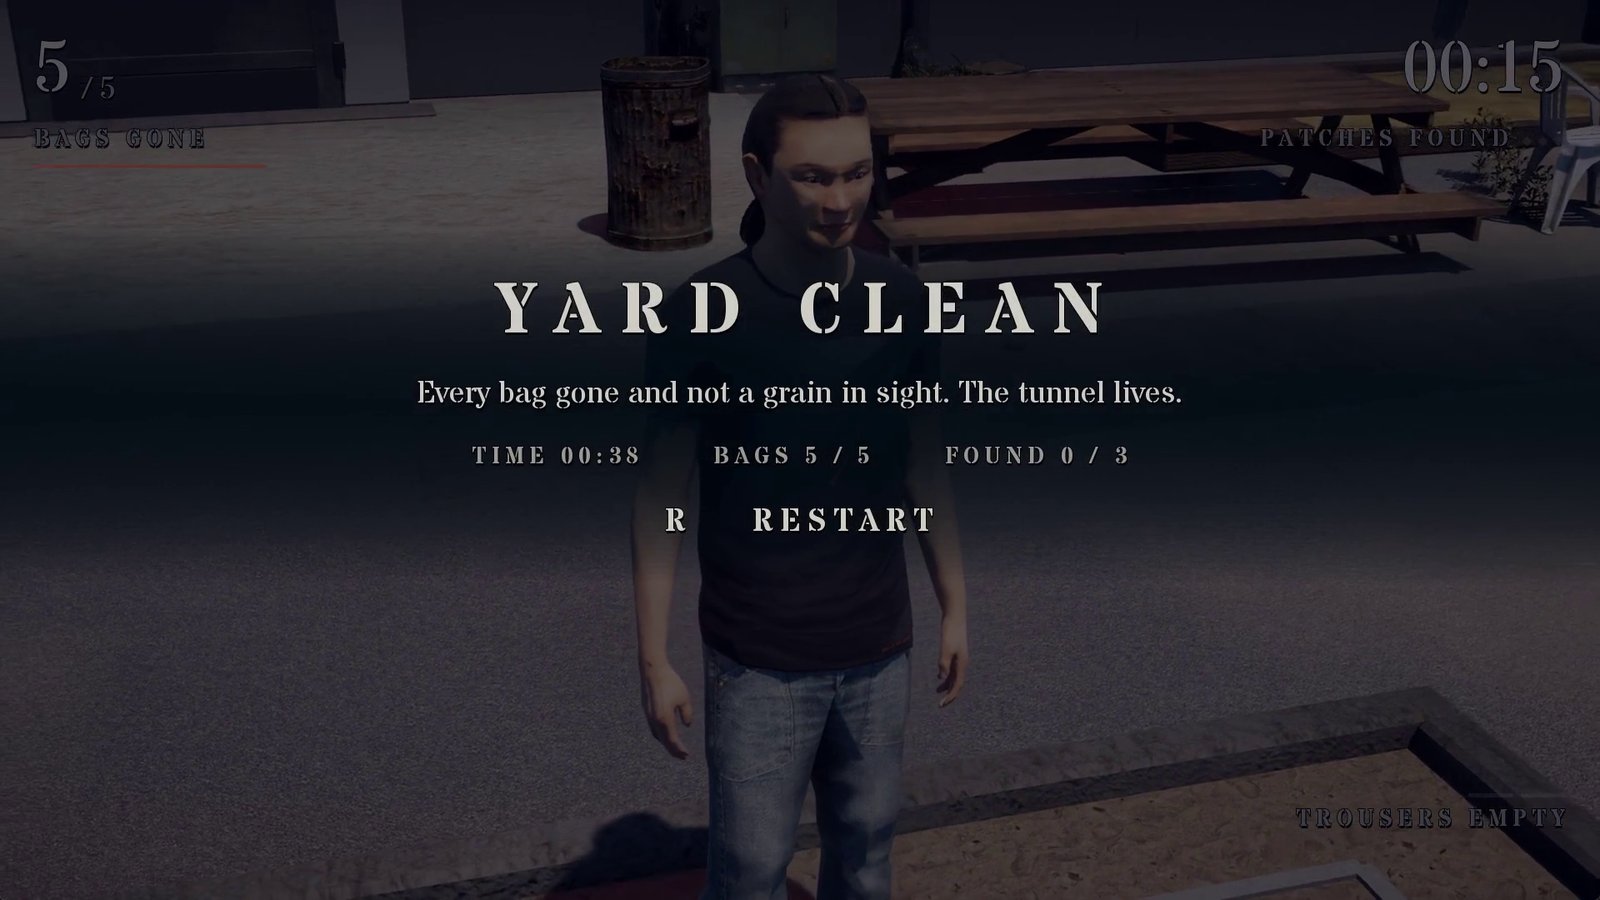 5 / 5
BAGS GONE
00:15
PATCHES FOUND
YARD CLEAN
Every bag gone and not a grain in sight. The tunnel lives.
TIME 00:38 BAGS 5 / 5 FOUND 0 / 3
R RESTART
TROUSERS EMPTY